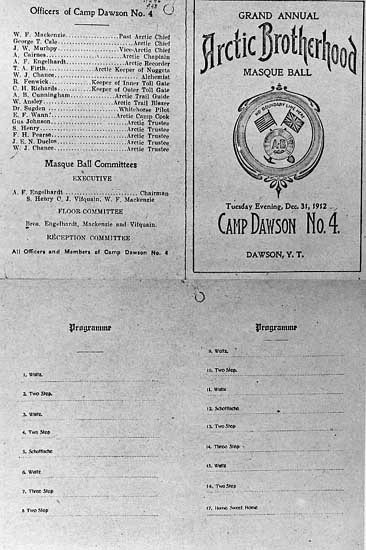 Officers of Camp Dawson No. 4
W. F. Mackenzie..........Past Arctic Chief
George T. Cale..........Arctic Chief
J. W. Murphy..........Vice-Arctic Chief
A. Cairnes..........Arctic Chaplain
A. F. Engelhardt..........Arctic Recorder
T. A. Firth..........Arctic Keeper of Nuggets
W. J. Chance..........Alchemist
R. Fenwick..........Keeper of Inner Toll Gate
C. H. Richards..........Keeper of Outer Toll Gate
A. B. Cunningham..........Arctic Trail Guide
W. Ansley..........Arctic Trail Blazer
Dr. Sugden..........Whitehorse Pilot
E. F. Wann..........Arctic Camp Cook
Gus Johnson..........Arctic Trustee
S. Henry..........Arctic Trustee
F. H. Pearse..........Arctic Trustee
J. E. N. Duclos..........Arctic Trustee
W. J. Chance..........Arctic Trustee
Masque Ball Committees
EXECUTIVE
A. F. Engelhardt..........Chairman
S. Henry C. J. Vifquain, W. F. Mackenzie
FLOOR COMMITTEE
Bros. Engelhardt, Mackenzie and Vifquain.
RECEPTION COMMITTEE
All Officers and Members of Camp Dawson No. 4
GRAND ANNUAL
Arctic Brotherhood
MASQUE BALL
NO BOUNDARY LINE HERE
A-B
Tuesday Evening, Dec. 31, 1912
CAMP DAWSON No. 4.
DAWSON, Y. T.
Programme
1. Waltz
2. Two Step.
3. Waltz
4. Two Step
5. Schottische
6. Waltz
7. Three Step
8 Two Step
Programme
9. Waltz.
10. Two Step.
11. Waltz
12. Schottische
13. Two Step
14. Three Step
15. Waltz
16. Two Step
17. Home Sweet Home